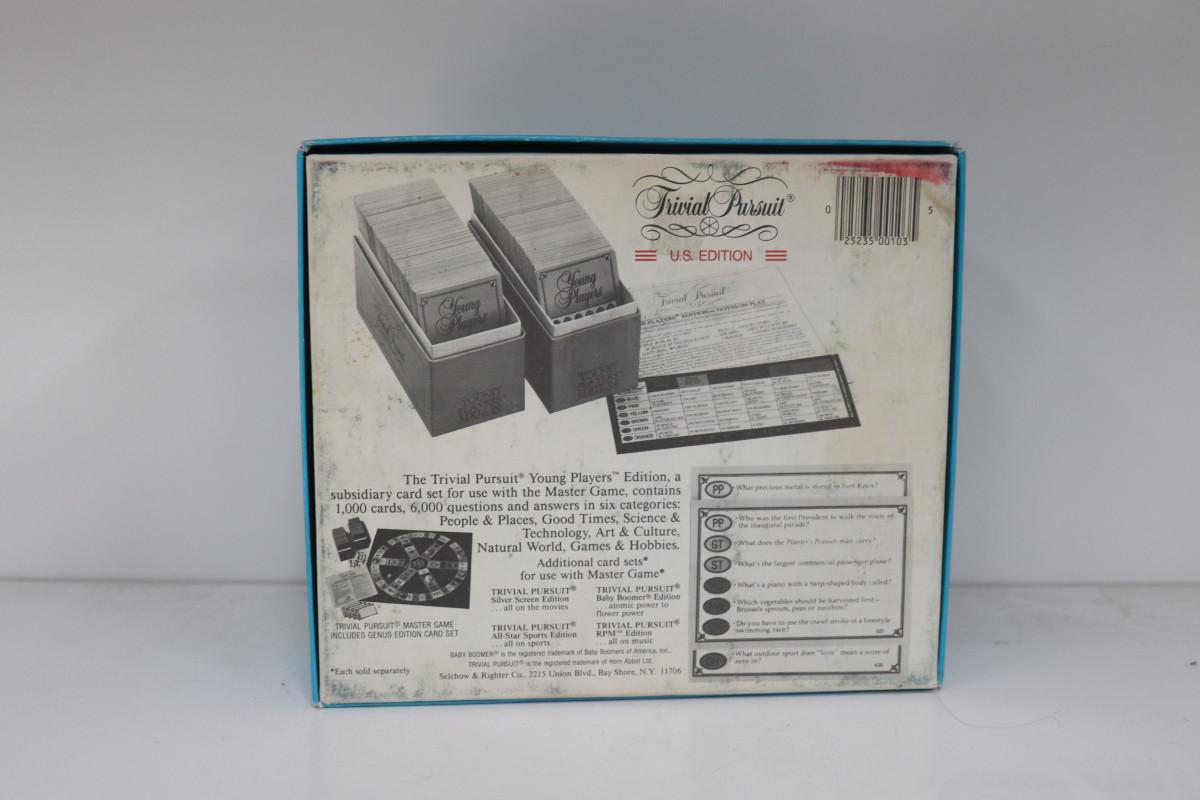 Trivial Pursuit®
U.S. EDITION
0 25235 00103 5
Young
Players
Young
Players
Trivial Pursuit
BLUE
PINK
YELLOW
BROWN
GREEN
ORANGE
The Trivial Pursuit® Young Players™ Edition, a
subsidiary card set for use with the Master Game, contains
1,000 cards, 6,000 questions and answers in six categories:
People & Places, Good Times, Science &
Technology, Art & Culture,
Natural World, Games & Hobbies.
Additional card sets*
for use with Master Game*
TRIVIAL PURSUIT®
Silver Screen Edition
...all on the movies
TRIVIAL PURSUIT®
Baby Boomer® Edition
...atomic power to
flower power
TRIVIAL PURSUIT®
All-Star Sports Edition
...all on sports
TRIVIAL PURSUIT®
RPM™ Edition
...all on music
TRIVIAL PURSUIT® MASTER GAME
INCLUDES GENUS EDITION CARD SET
BABY BOOMER® is the registered trademark of Baby Boomers of America, Inc.
TRIVIAL PURSUIT® is the registered trademark of Horn Abbot Ltd.
*Each sold separately
Selchow & Righter Co., 2215 Union Blvd., Bay Shore, N.Y. 11706
PP • What precious metal is stored in Fort Knox?
PP • Who was the first President to walk the route of
the inaugural parade?
GT • What does the Planter's Peanuts man carry?
ST • What's the largest commercial passenger plane?
• What's a piano with a harp-shaped body called?
• Which vegetables should be harvested first –
Brussels sprouts, peas or zucchini?
• Do you have to use the crawl stroke in a freestyle
swimming race?
• What outdoor sport does "love" mean a score of
zero in?